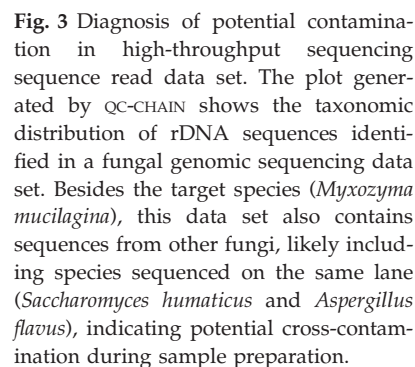 Fig. 3 Diagnosis of potential contamina-
tion in high-throughput sequencing
sequence read data set. The plot gener-
ated by QC-CHAIN shows the taxonomic
distribution of rDNA sequences identi-
fied in a fungal genomic sequencing data
set. Besides the target species (Myxozyma
mucilagina), this data set also contains
sequences from other fungi, likely includ-
ing species sequenced on the same lane
(Saccharomyces humaticus and Aspergillus
flavus), indicating potential cross-contam-
ination during sample preparation.